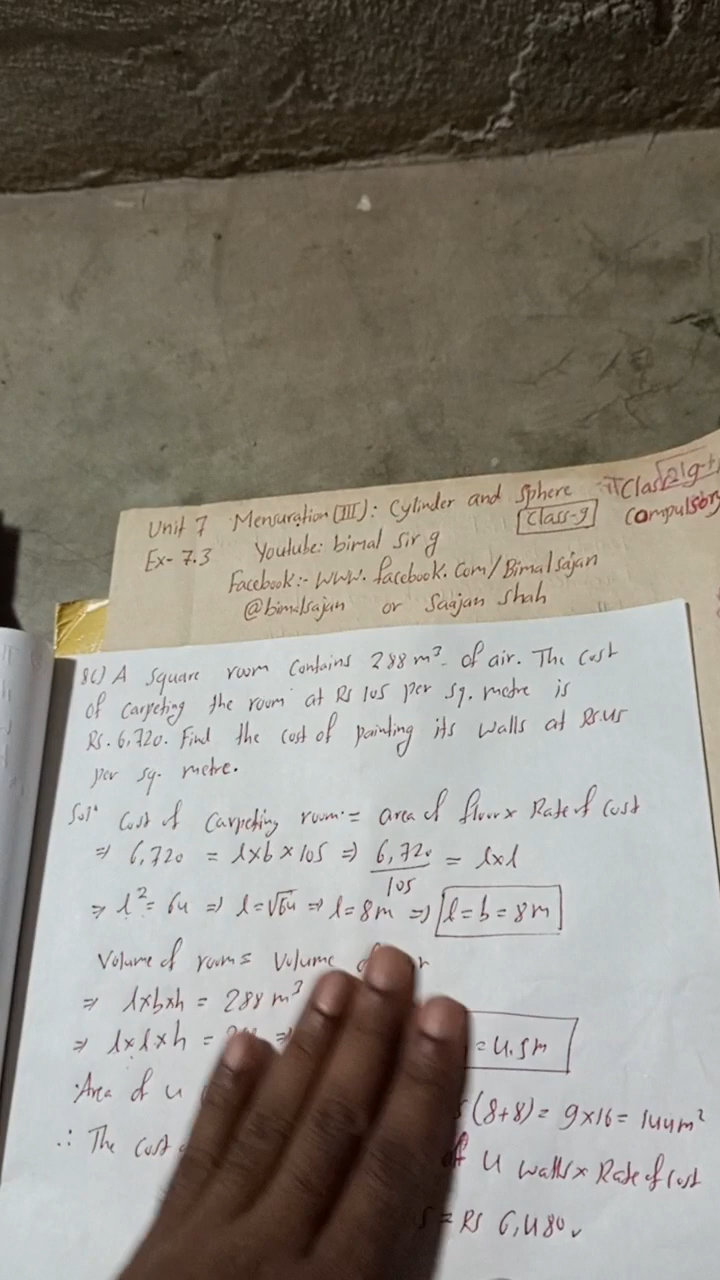 Unit 7 Mensuration (III): Cylinder and Sphere
Class
Ex- 7.3 Youtube: bimal sir g Class-9 Compulsory
Facebook:- WWW. facebook. Com/Bimalsajan
@bimalsajan or Saajan Shah
8c) A square room contains 288 m³ of air. The cost
of carpeting the room at Rs 105 per sq. metre is
Rs. 6,720. Find the cost of painting its walls at Rs.45
per sq. metre.
Solⁿ Cost of Carpeting room = area of floor x Rate of cost
⇒ 6,720 = l×b×105 ⇒ 6,720/105 = l×l
⇒ l² = 64 ⇒ l = √64 ⇒ l = 8m ⇒ l = b = 8m
Volume of room = Volume
⇒ l×b×h = 288 m³
⇒ l×l×h = = 4.5m
Area of 4 (8+8) = 9×16 = 144m²
∴ The cost of 4 walls × Rate of cost
= Rs 6,480